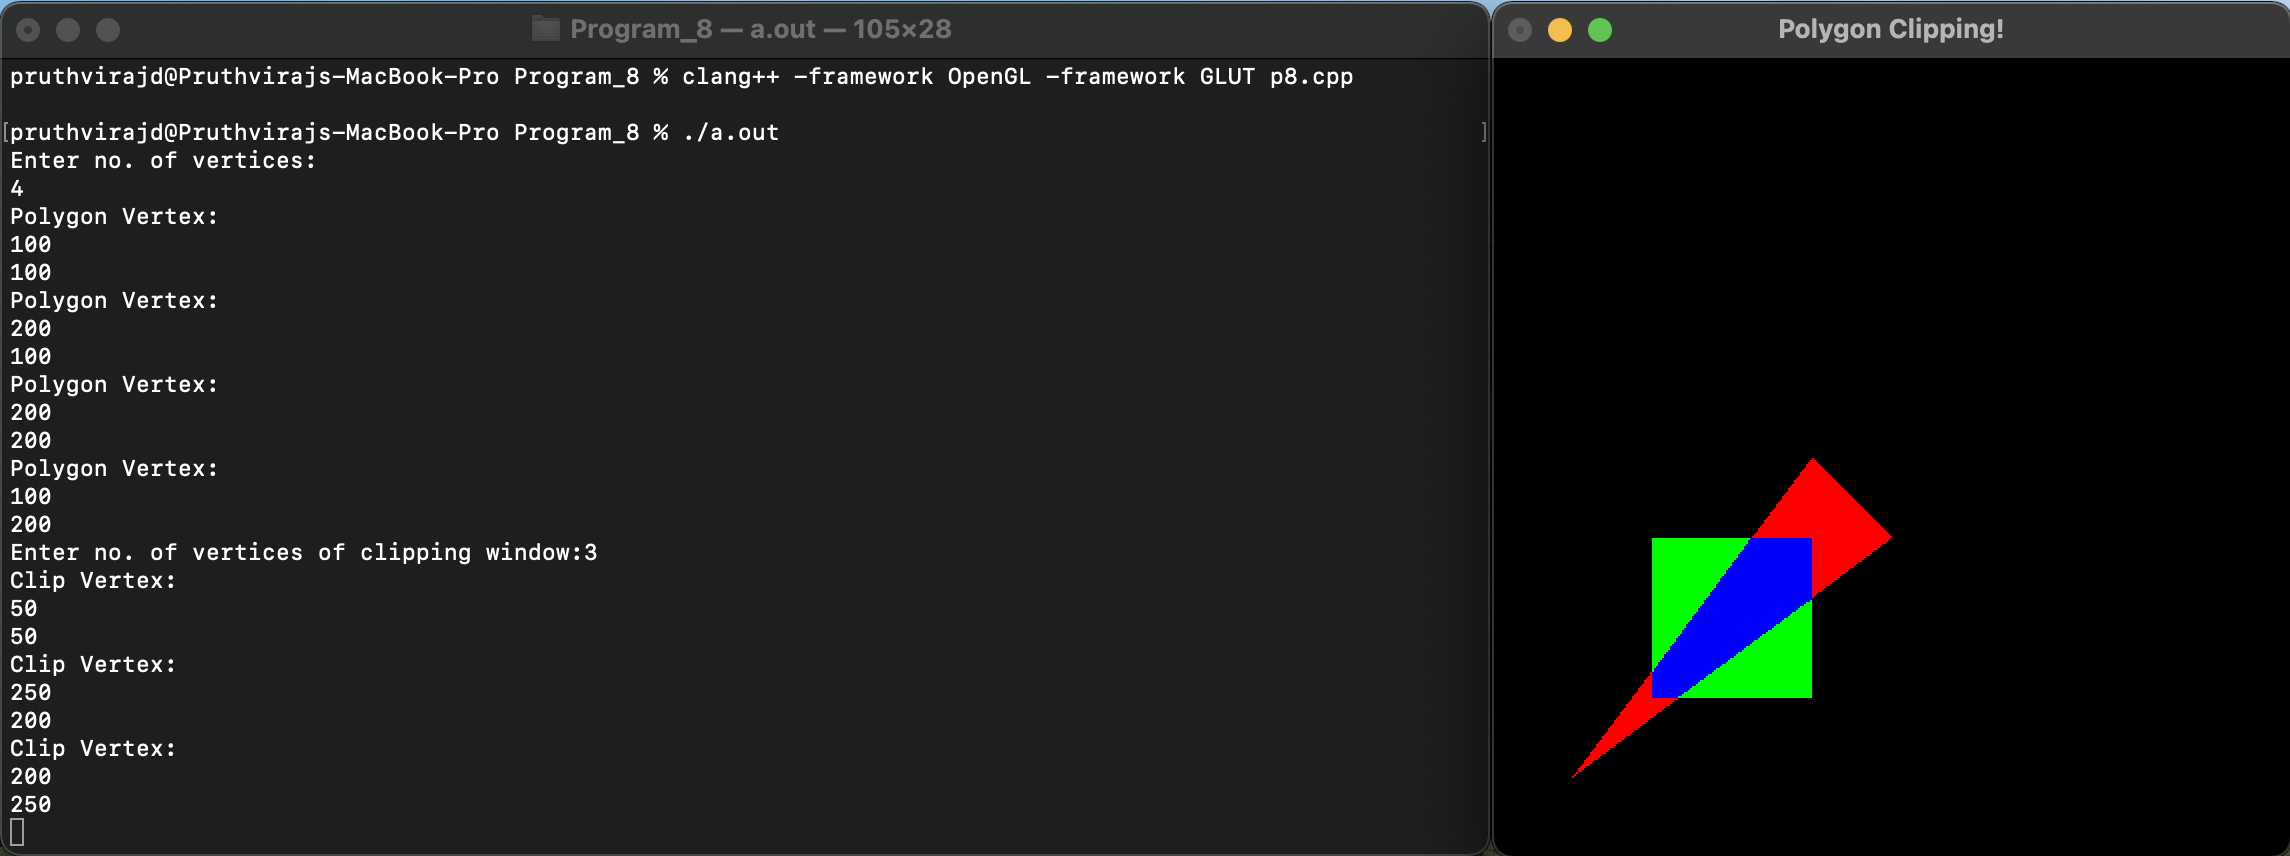 Program_8 — a.out — 105×28
pruthvirajd@Pruthvirajs-MacBook-Pro Program_8 % clang++ -framework OpenGL -framework GLUT p8.cpp
[pruthvirajd@Pruthvirajs-MacBook-Pro Program_8 % ./a.out ]
Enter no. of vertices:
4
Polygon Vertex:
100
100
Polygon Vertex:
200
100
Polygon Vertex:
200
200
Polygon Vertex:
100
200
Enter no. of vertices of clipping window:3
Clip Vertex:
50
50
Clip Vertex:
250
200
Clip Vertex:
200
250
Polygon Clipping!